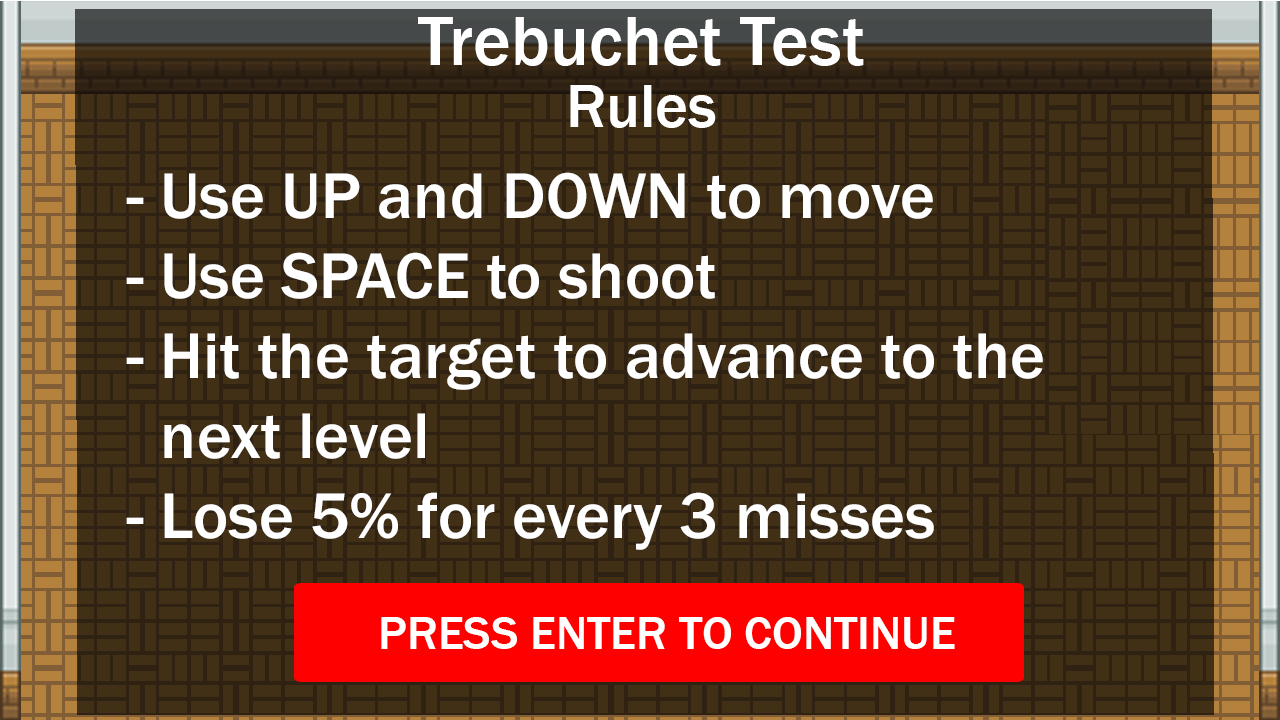 Trebuchet Test
Rules
- Use UP and DOWN to move
- Use SPACE to shoot
- Hit the target to advance to the
next level
- Lose 5% for every 3 misses
PRESS ENTER TO CONTINUE